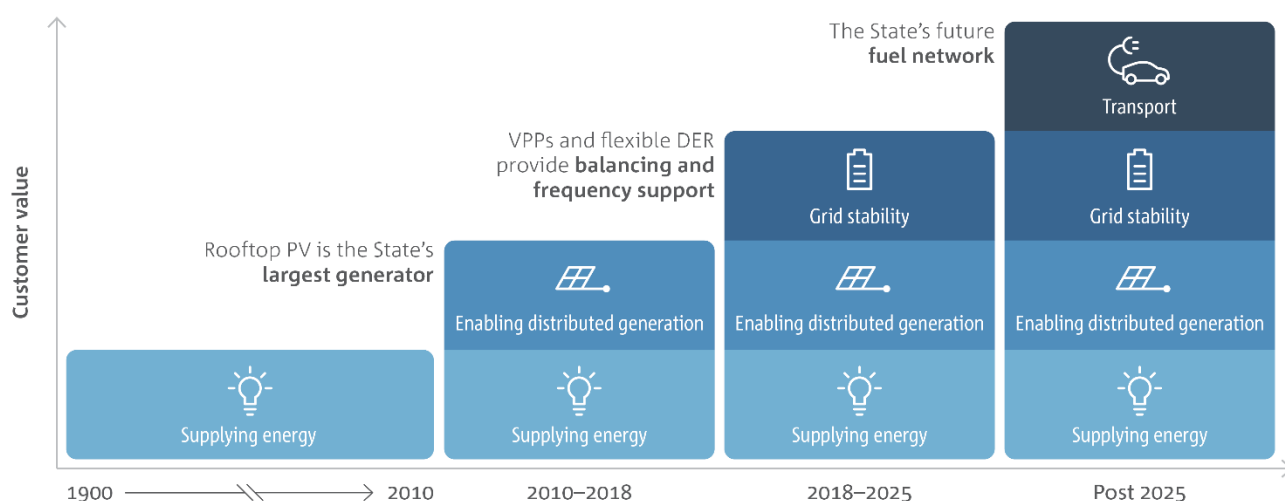 The State's future
fuel network
Transport
VPPs and flexible DER
provide balancing and
frequency support
Grid stability
Grid stability
Rooftop PV is the State's
largest generator
Enabling distributed generation
Enabling distributed generation
Enabling distributed generation
Supplying energy
Supplying energy
Supplying energy
Supplying energy
Customer value
1900
2010
2010–2018
2018–2025
Post 2025